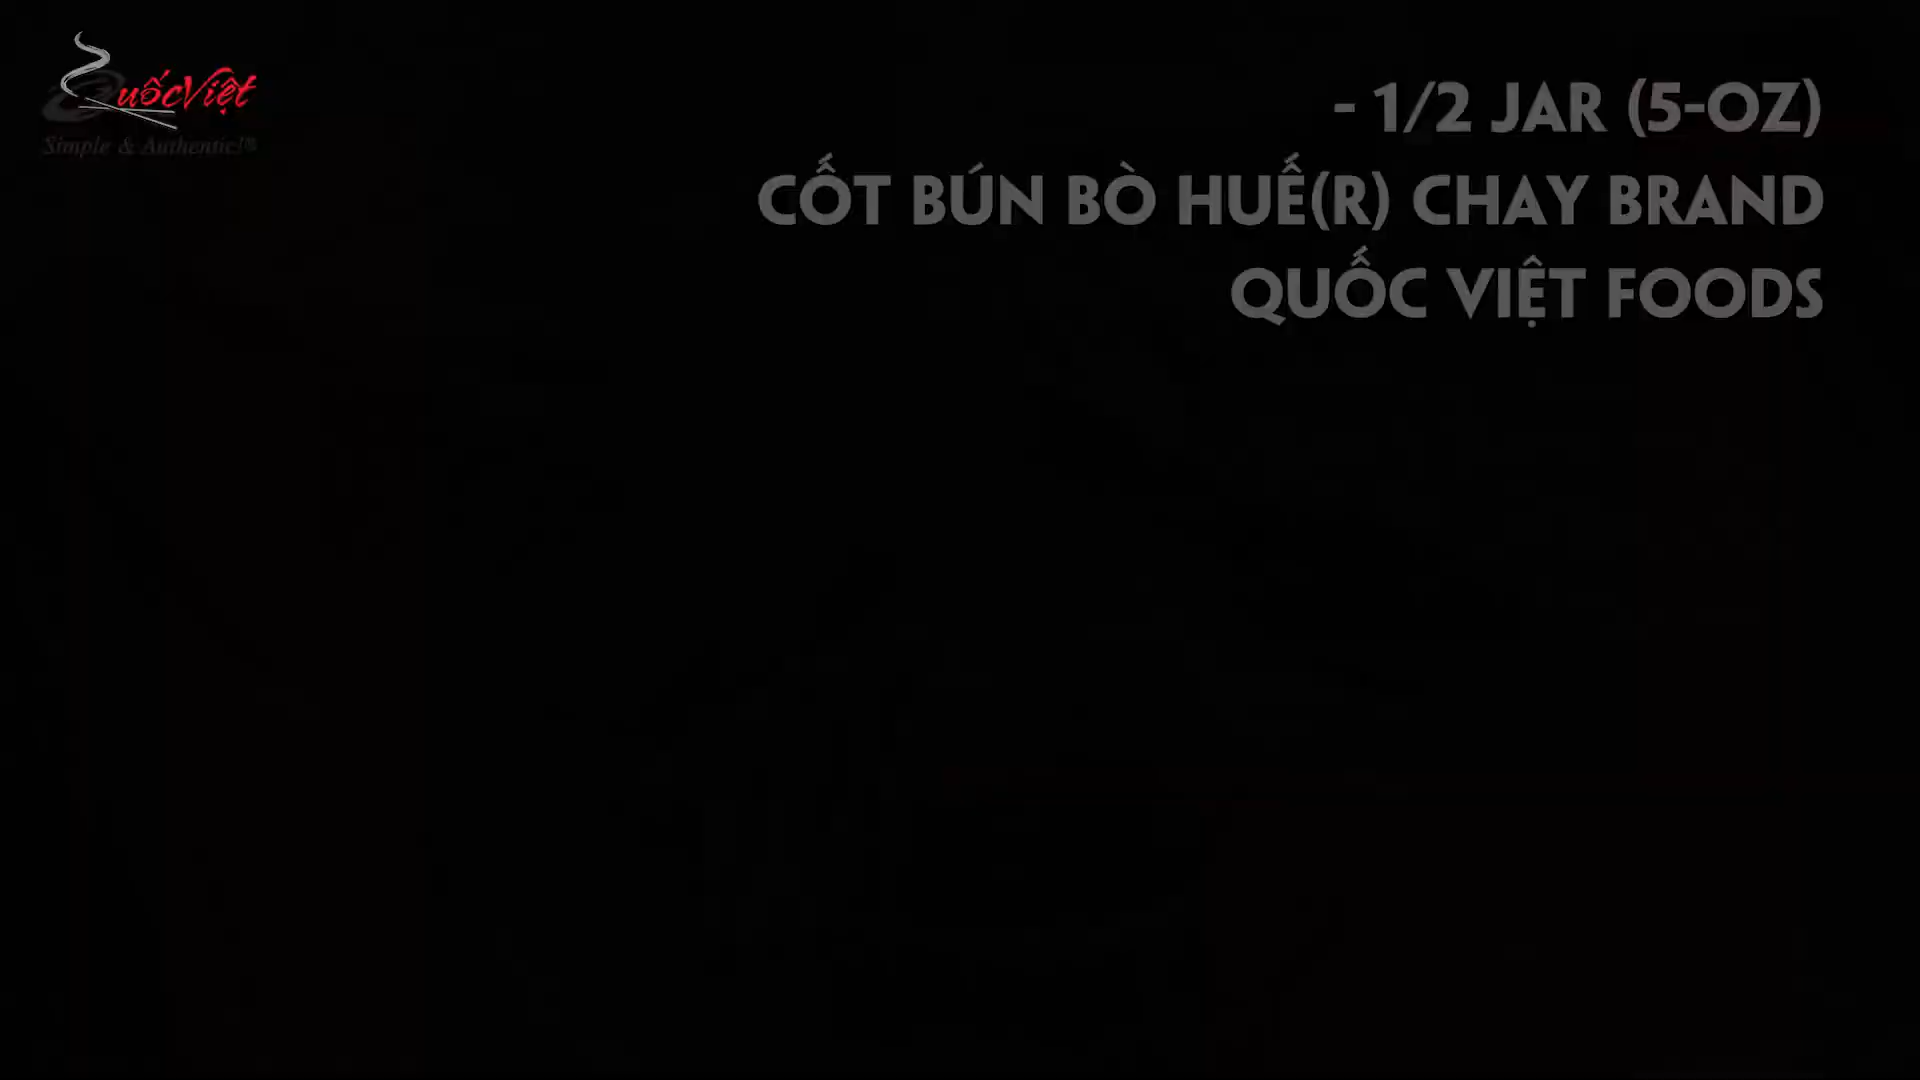 QuốcViệt
Simple & Authentic!®
- 1/2 JAR (5-OZ)
CỐT BÚN BÒ HUẾ(R) CHAY BRAND
QUỐC VIỆT FOODS